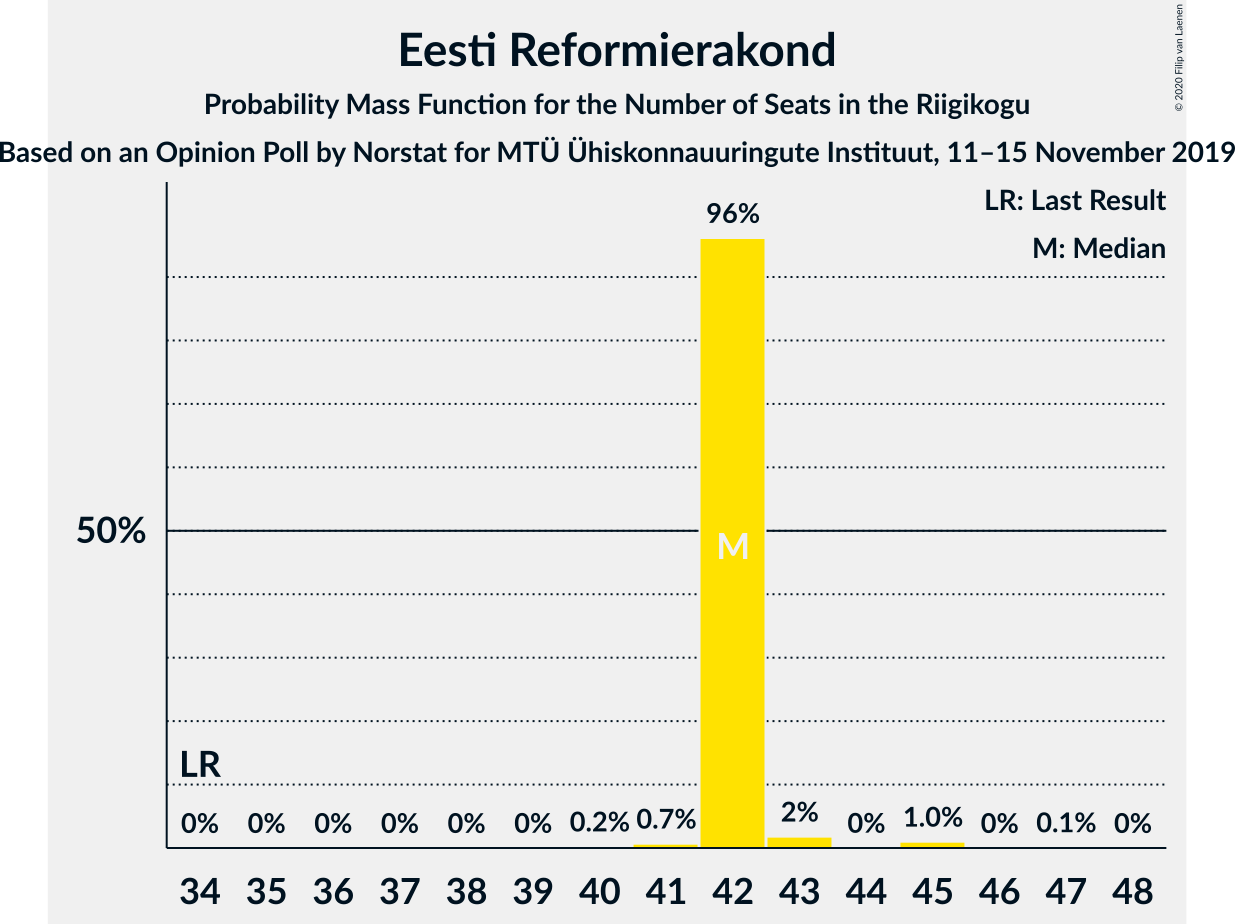 Eesti Reformierakond
Probability Mass Function for the Number of Seats in the Riigikogu
Based on an Opinion Poll by Norstat for MTÜ Ühiskonnauuringute Instituut, 11–15 November 2019
© 2020 Filip van Laenen
LR: Last Result
M: Median
96%
50%
M
LR
0% 0% 0% 0% 0% 0% 0.2% 0.7% 2% 0% 1.0% 0% 0.1% 0%
34 35 36 37 38 39 40 41 42 43 44 45 46 47 48